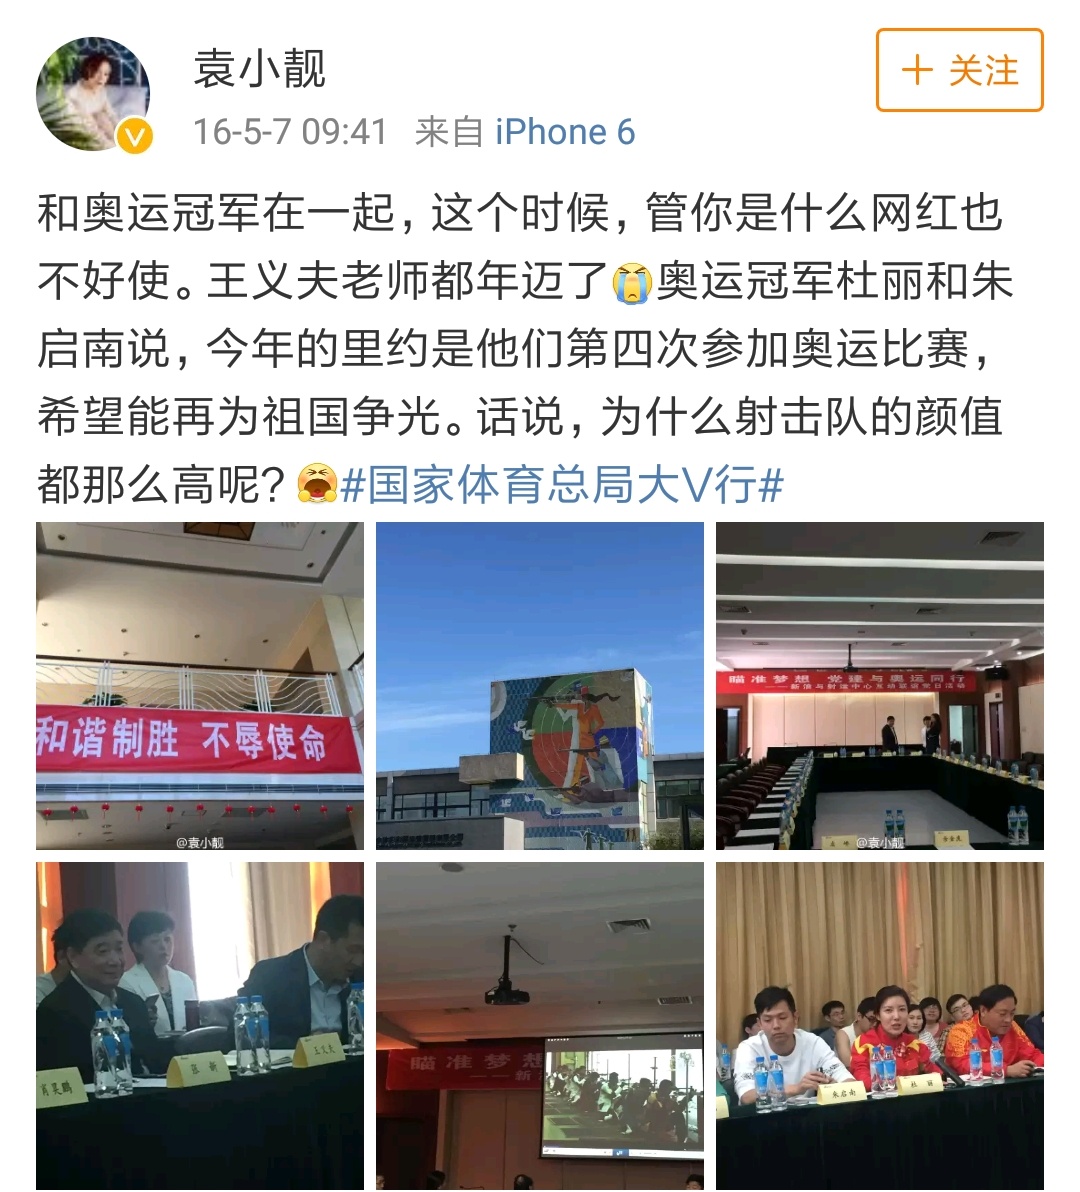 袁小靓
16-5-7 09:41 来自 iPhone 6
+ 关注
和奥运冠军在一起，这个时候，管你是什么网红也
不好使。王义夫老师都年迈了😭奥运冠军杜丽和朱
启南说，今年的里约是他们第四次参加奥运比赛，
希望能再为祖国争光。话说，为什么射击队的颜值
都那么高呢？😫#国家体育总局大V行#
和谐制胜 不辱使命
@袁小靓
瞄准梦想 党建与奥运同行
@袁小靓
肖昊鹏
张新
王义夫
瞄准梦想
朱启南
杜丽